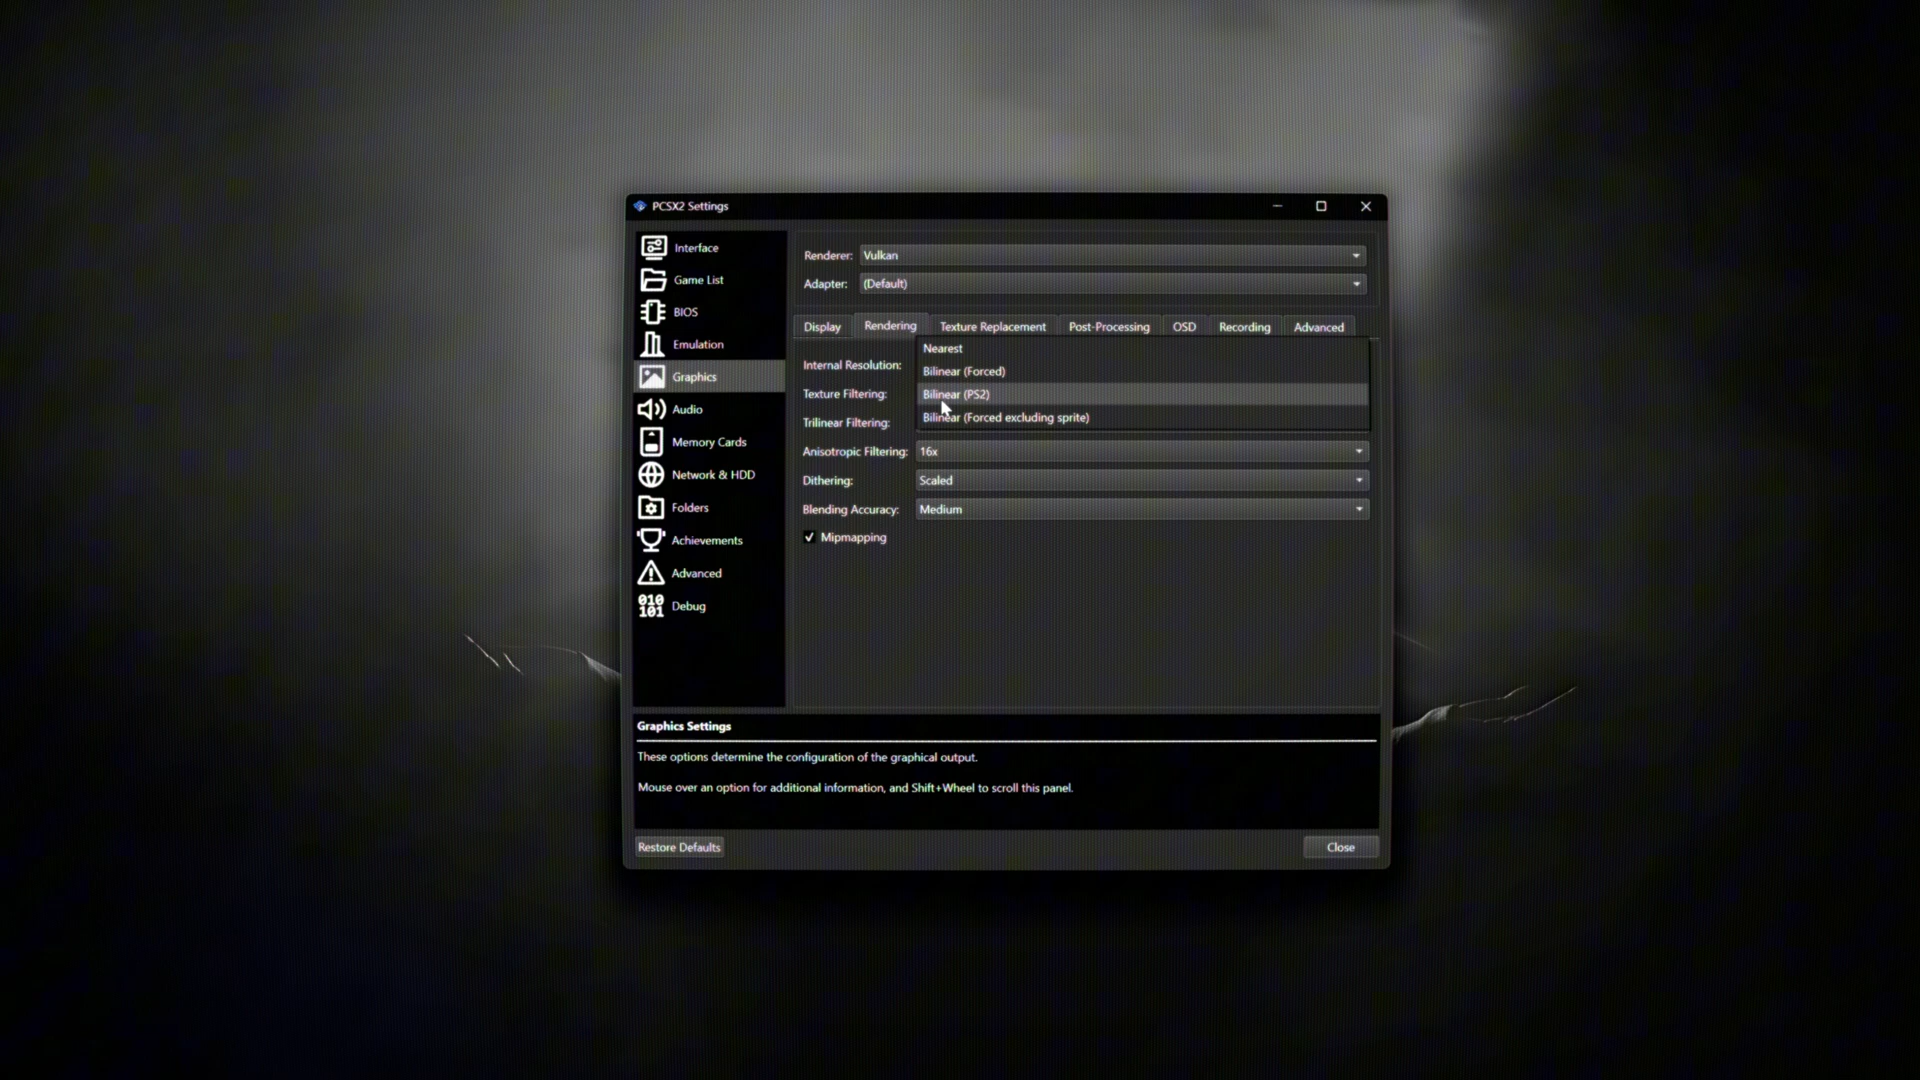 PCSX2 Settings
Interface
Game List
BIOS
Emulation
Graphics
Audio
Memory Cards
Network & HDD
Folders
Achievements
Advanced
010
101
Debug
Renderer: Vulkan
Adapter: (Default)
Display Rendering Texture Replacement Post-Processing OSD Recording Advanced
Internal Resolution:
Texture Filtering:
Trilinear Filtering:
Nearest
Bilinear (Forced)
Bilinear (PS2)
Bilinear (Forced excluding sprite)
Anisotropic Filtering: 16x
Dithering: Scaled
Blending Accuracy: Medium
Mipmapping
Graphics Settings
These options determine the configuration of the graphical output.
Mouse over an option for additional information, and Shift+Wheel to scroll this panel.
Restore Defaults
Close